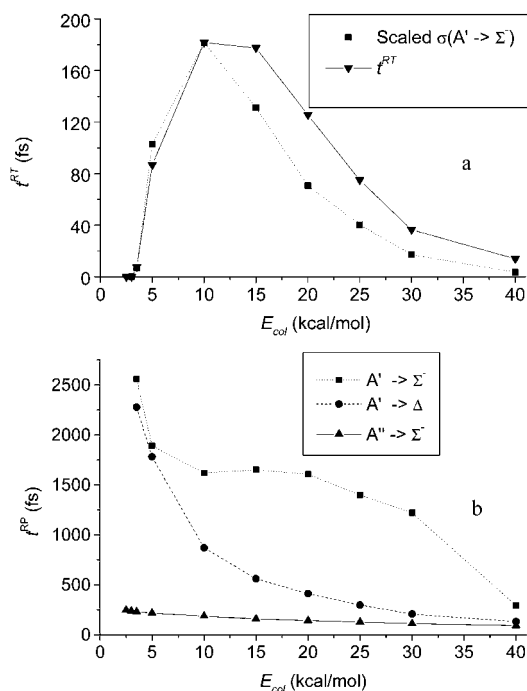 Scaled σ(A' -> Σ⁻)
t^RT
a
180
160
120
80
40
0
t^RT (fs)
0 5 10 15 20 25 30 35 40
E_col (kcal/mol)
A' -> Σ⁻
A' -> Δ
A" -> Σ⁻
b
2500
2000
1500
1000
500
0
t^RP (fs)
0 5 10 15 20 25 30 35 40
E_col (kcal/mol)